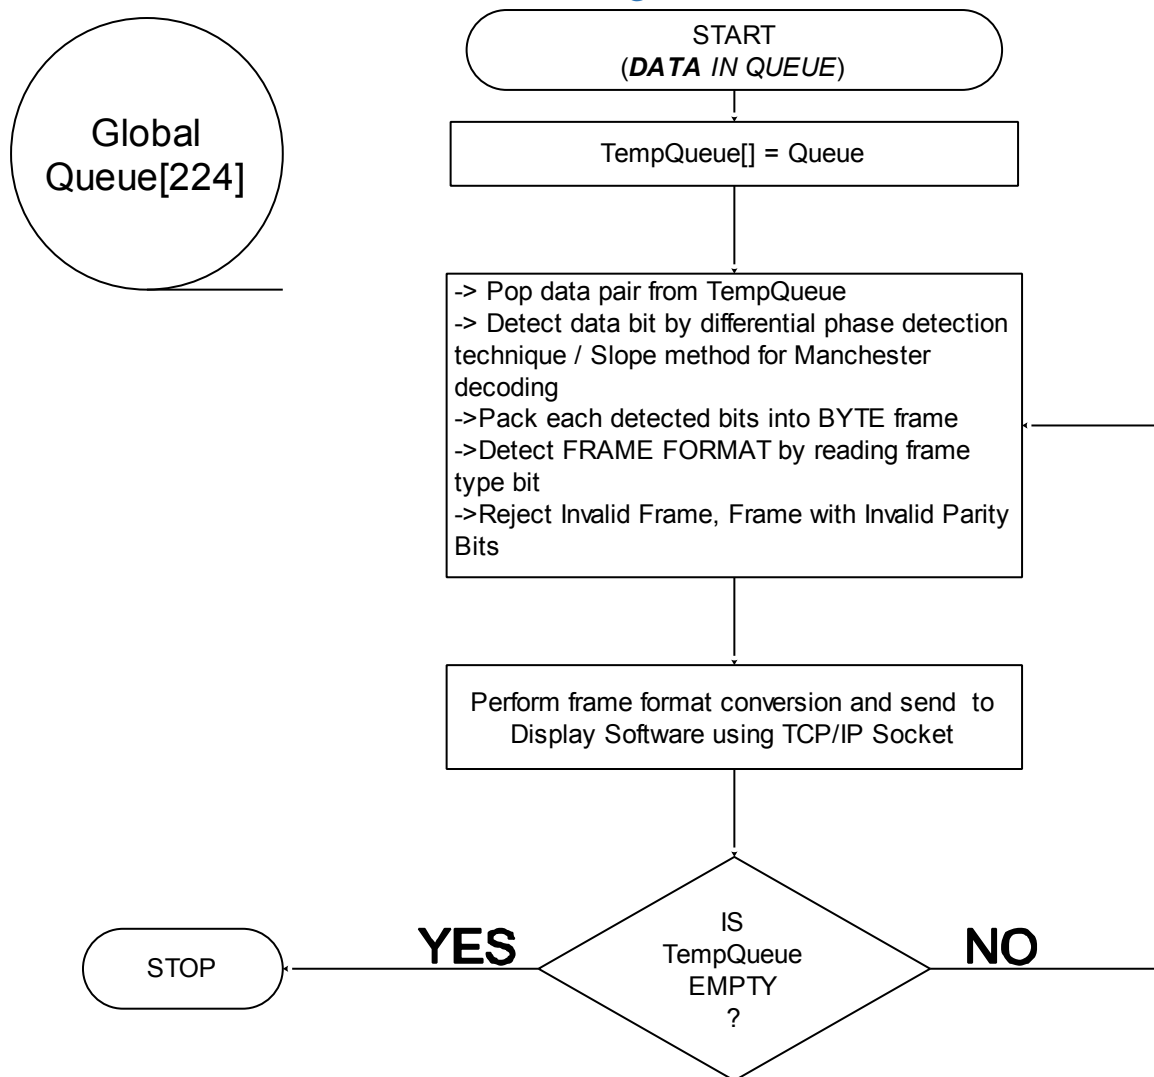 START
(DATA IN QUEUE)
Global
Queue[224]
TempQueue[] = Queue
-> Pop data pair from TempQueue
-> Detect data bit by differential phase detection
technique / Slope method for Manchester
decoding
->Pack each detected bits into BYTE frame
->Detect FRAME FORMAT by reading frame
type bit
->Reject Invalid Frame, Frame with Invalid Parity
Bits
Perform frame format conversion and send to
Display Software using TCP/IP Socket
IS
TempQueue
EMPTY
?
YES
NO
STOP